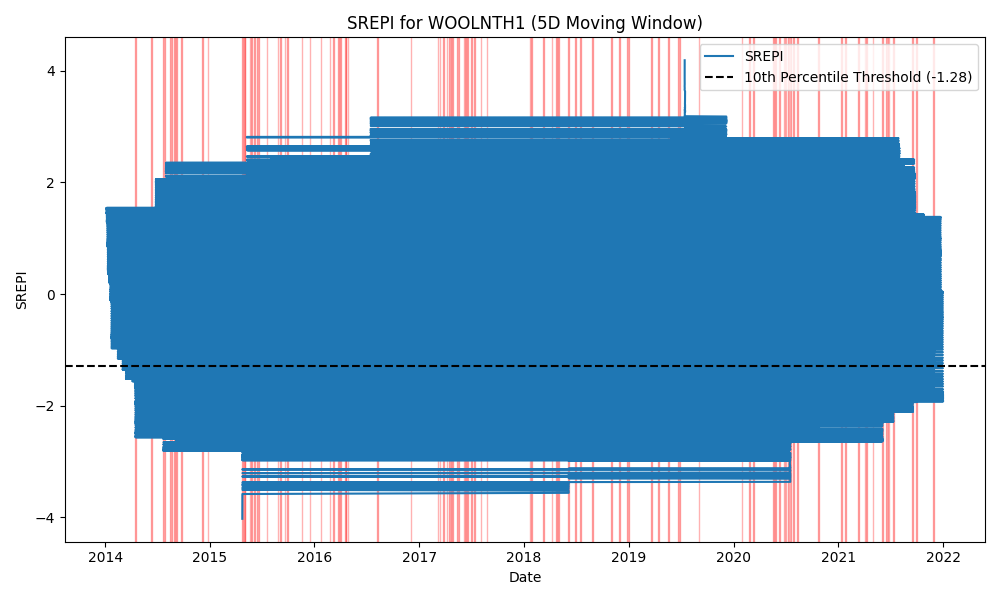 SREPI for WOOLNTH1 (5D Moving Window)
SREPI
10th Percentile Threshold (-1.28)
4
2
0
−2
−4
SREPI
2014 2015 2016 2017 2018 2019 2020 2021 2022
Date